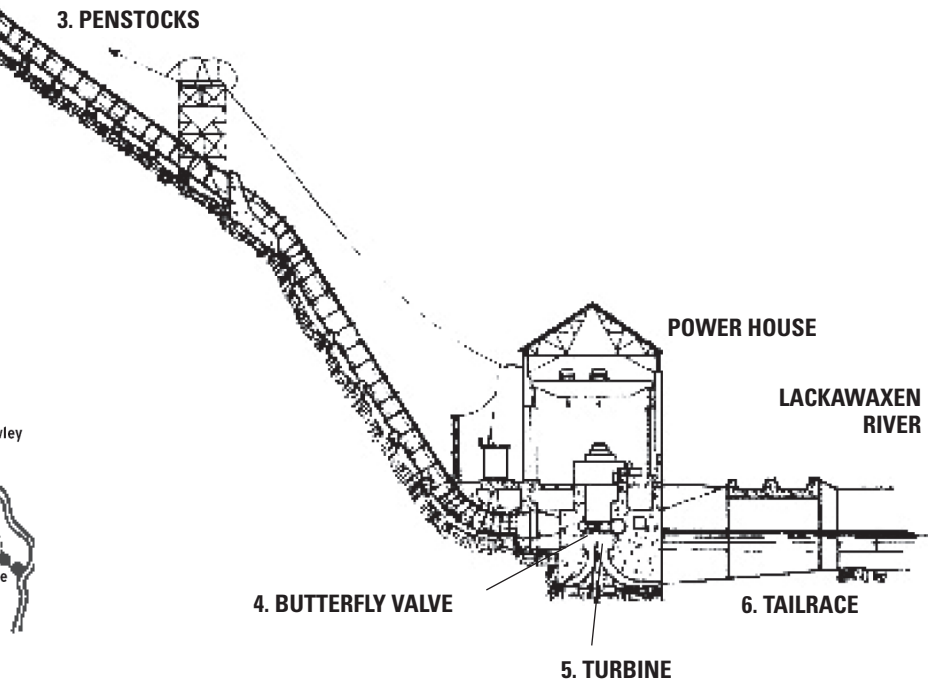 3. PENSTOCKS
POWER HOUSE
LACKAWAXEN
RIVER
4. BUTTERFLY VALVE
6. TAILRACE
5. TURBINE